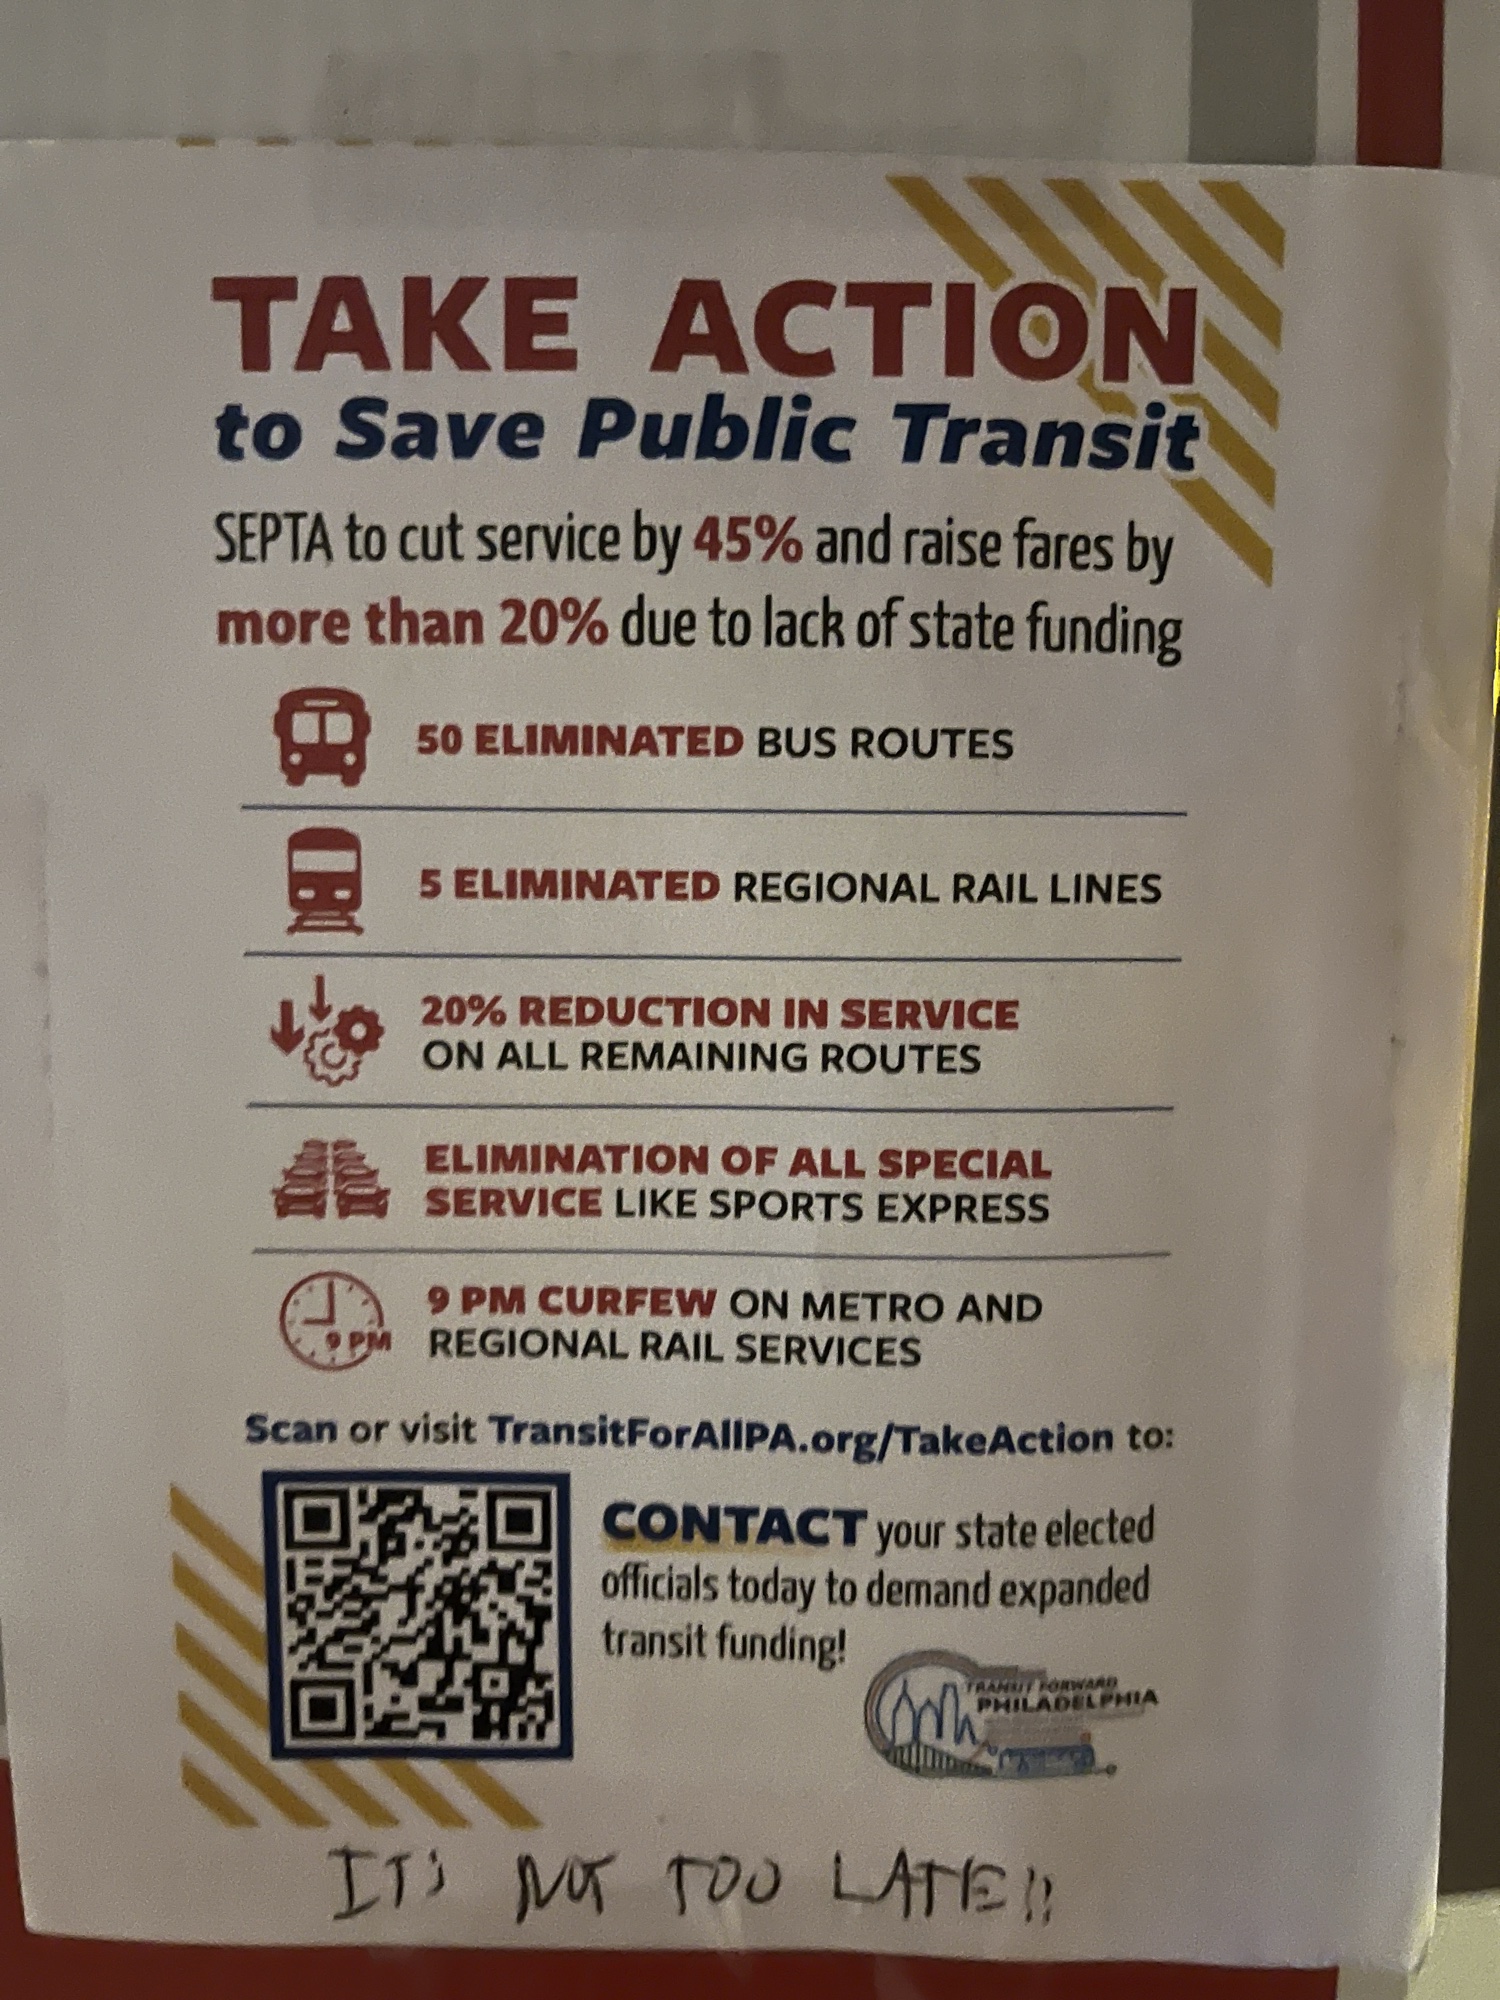 TAKE ACTION
to Save Public Transit
SEPTA to cut service by 45% and raise fares by
more than 20% due to lack of state funding
50 ELIMINATED BUS ROUTES
5 ELIMINATED REGIONAL RAIL LINES
20% REDUCTION IN SERVICE
ON ALL REMAINING ROUTES
ELIMINATION OF ALL SPECIAL
SERVICE LIKE SPORTS EXPRESS
9 PM
9 PM CURFEW ON METRO AND
REGIONAL RAIL SERVICES
Scan or visit TransitForAllPA.org/TakeAction to:
CONTACT your state elected
officials today to demand expanded
transit funding!
TRANSIT FORWARD
PHILADELPHIA
IT'S NOT TOO LATE!!